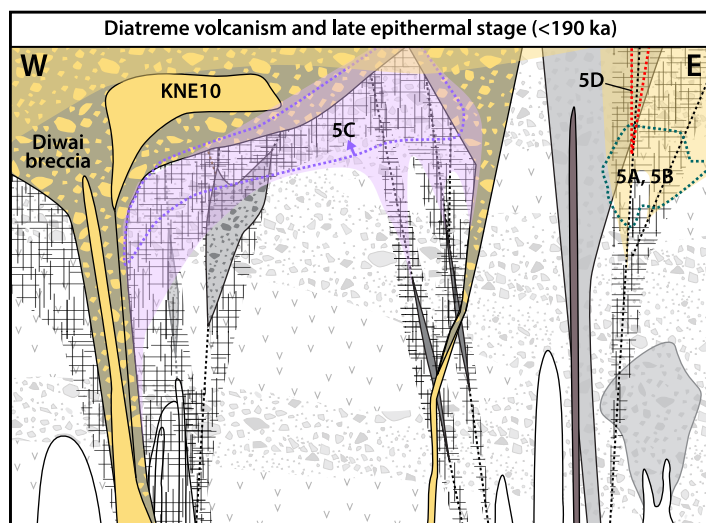 Diatreme volcanism and late epithermal stage (<190 ka)
W
E
KNE10
5D
5C
Diwai
breccia
5A, 5B